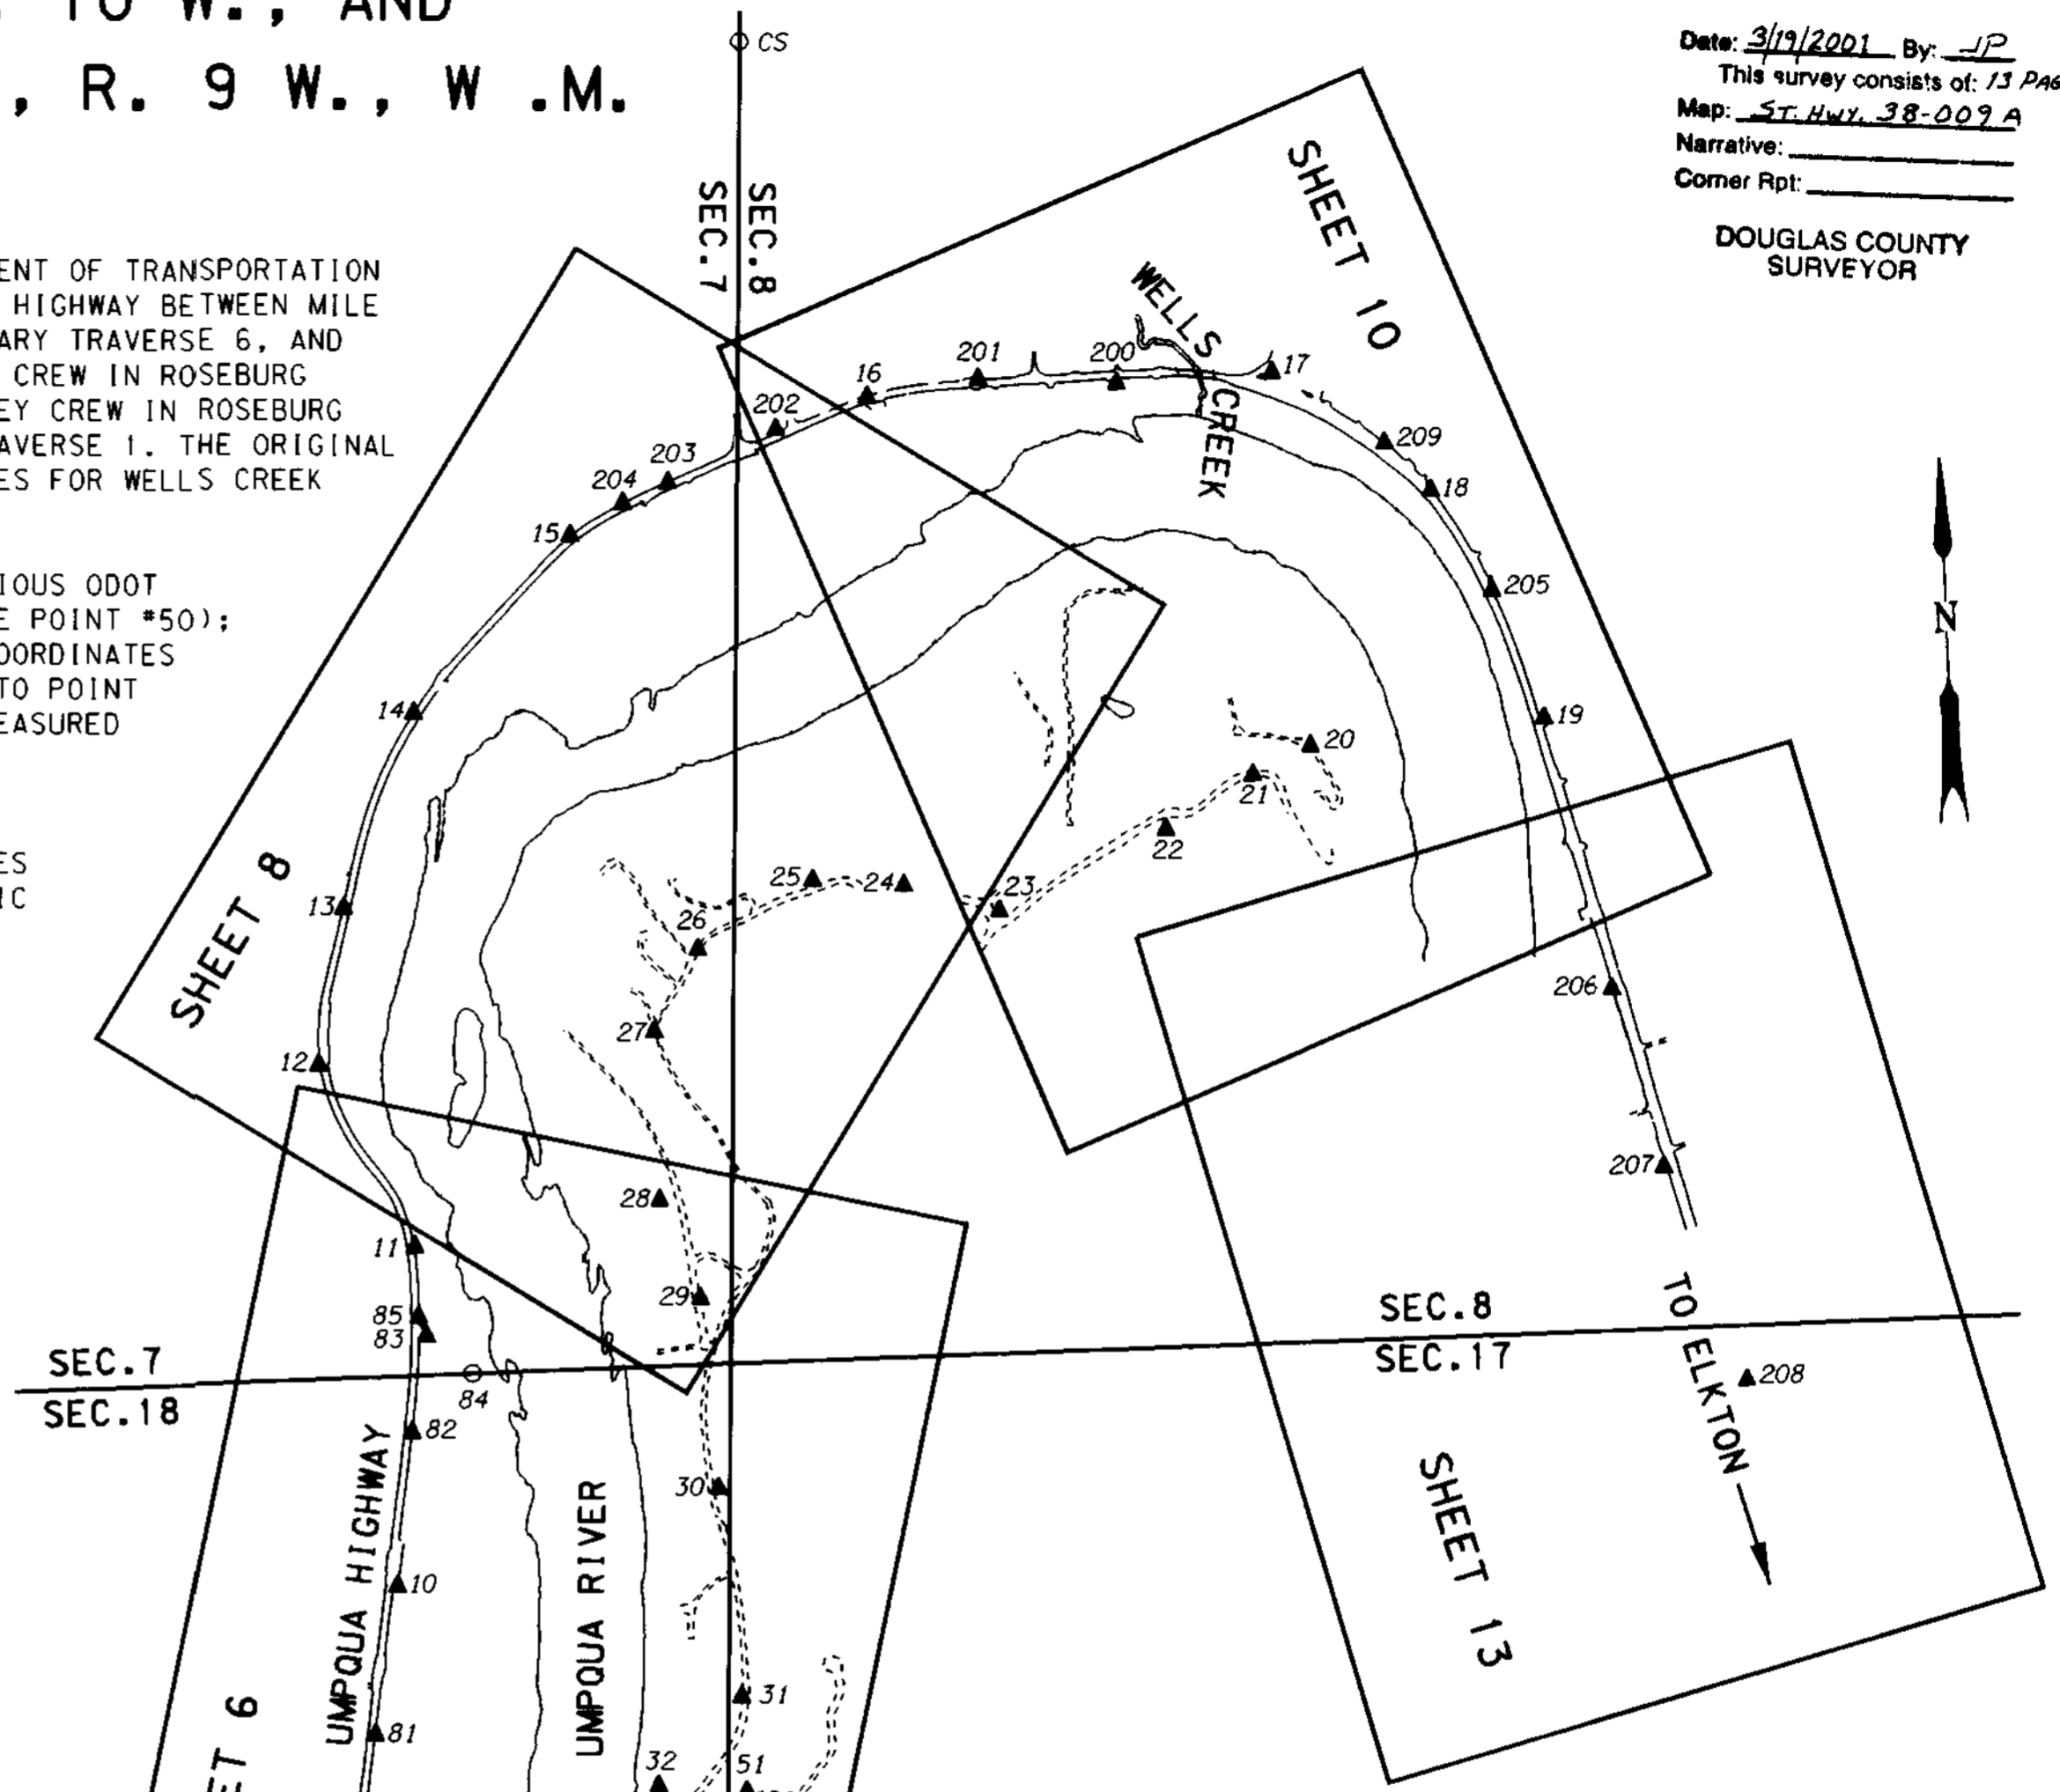 10 W., AND
, R. 9 W., W .M.
ENT OF TRANSPORTATION
HIGHWAY BETWEEN MILE
ARY TRAVERSE 6, AND
CREW IN ROSEBURG
EY CREW IN ROSEBURG
AVERSE 1. THE ORIGINAL
ES FOR WELLS CREEK
IOUS ODOT
E POINT #50);
OORDINATES
TO POINT
EASURED
ES
IC
Date: 3/19/2001 By: JP
This survey consists of: 13 PAG
Map: ST. HWY. 38-009 A
Narrative:
Corner Rpt:
DOUGLAS COUNTY
SURVEYOR
CS
SEC.8
SEC.7
SHEET 10
WELLS
CREEK
17
200
201
16
202
203
204
15
209
18
205
19
14
20
21
22
23
24
25
26
27
13
SHEET 8
12
N
206
207
28
11
29
85
83
84
SEC.7
SEC.18
SEC.8
SEC.17
TO ELKTON
208
82
30
UMPQUA HIGHWAY
UMPQUA RIVER
SHEET 13
10
31
81
ET 6
32
51